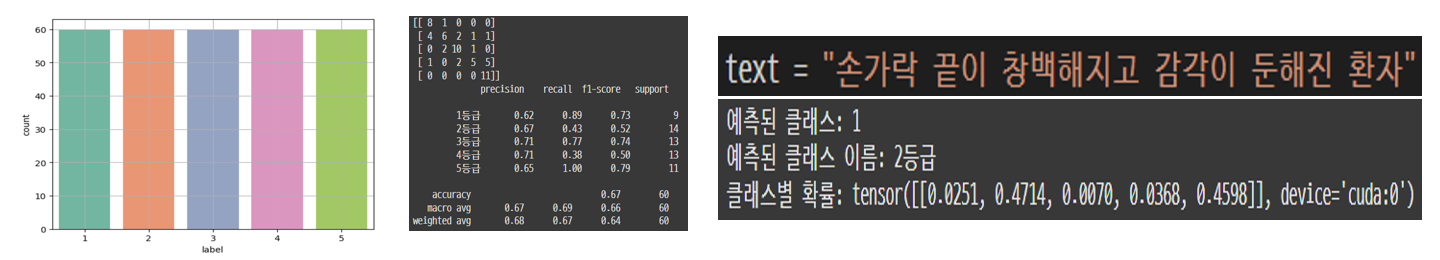 60
50
40
30
20
10
0
count
1 2 3 4 5
label
[[ 8 1 0 0 0]
[ 4 6 2 1 1]
[ 0 2 10 1 0]
[ 1 0 2 5 5]
[ 0 0 0 0 11]]
precision recall f1-score support
1등급 0.62 0.89 0.73 9
2등급 0.67 0.43 0.52 14
3등급 0.71 0.77 0.74 13
4등급 0.71 0.38 0.50 13
5등급 0.65 1.00 0.79 11
accuracy 0.67 60
macro avg 0.67 0.69 0.66 60
weighted avg 0.68 0.67 0.64 60
text = "손가락 끝이 창백해지고 감각이 둔해진 환자"
예측된 클래스: 1
예측된 클래스 이름: 2등급
클래스별 확률: tensor([[0.0251, 0.4714, 0.0070, 0.0368, 0.4598]], device='cuda:0')